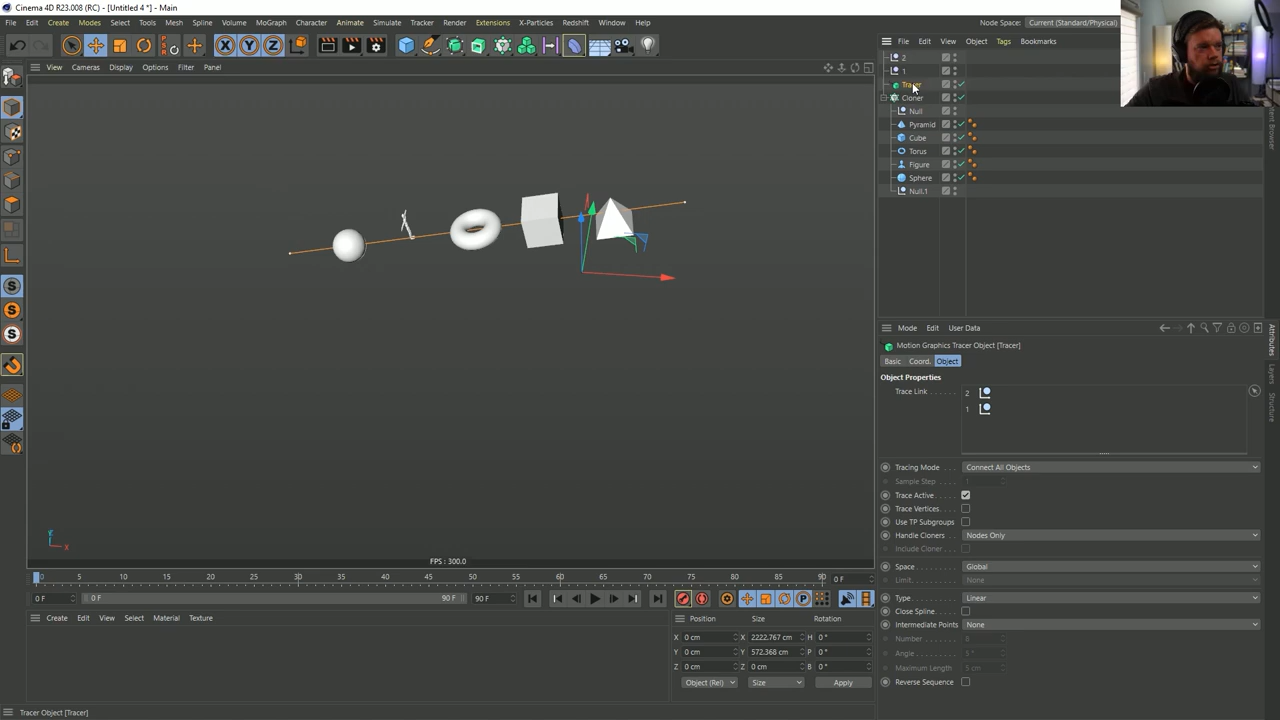 Cinema 4D R23.008 (RC) - [Untitled 4 *] - Main
File Edit Create Modes Select Tools Mesh Spline Volume MoGraph Character Animate Simulate Tracker Render Extensions X-Particles Redshift Window Help Node Space: Current (Standard/Physical)
X Y Z
File Edit View Object Tags Bookmarks
2
1
Tracer
Cloner
Null
Pyramid
Cube
Torus
Figure
Sphere
Null.1
View Cameras Display Options Filter Panel
S
S
S
Y
X
FPS : 300.0
Mode Edit User Data
Motion Graphics Tracer Object [Tracer]
Basic Coord. Object
Object Properties
Trace Link 2
1
Tracing Mode Connect All Objects
Sample Step 1
Trace Active
Trace Vertices
Use TP Subgroups
Handle Cloners Nodes Only
Include Cloner
Space Global
Limit None
Type Linear
Close Spline
Intermediate Points None
Number 8
Angle 5 °
Maximum Length 5 cm
Reverse Sequence
Attributes
Layers
Structure
0 5 10 15 20 25 30 35 40 45 50 55 60 65 70 75 80 85 90 0 F
0 F 0 F 90 F 90 F
P
Create Edit View Select Material Texture
Position Size Rotation
X 0 cm X 2222.767 cm H 0 °
Y 0 cm Y 572.368 cm P 0 °
Z 0 cm Z 0 cm B 0 °
Object (Rel) Size Apply
Tracer Object [Tracer]